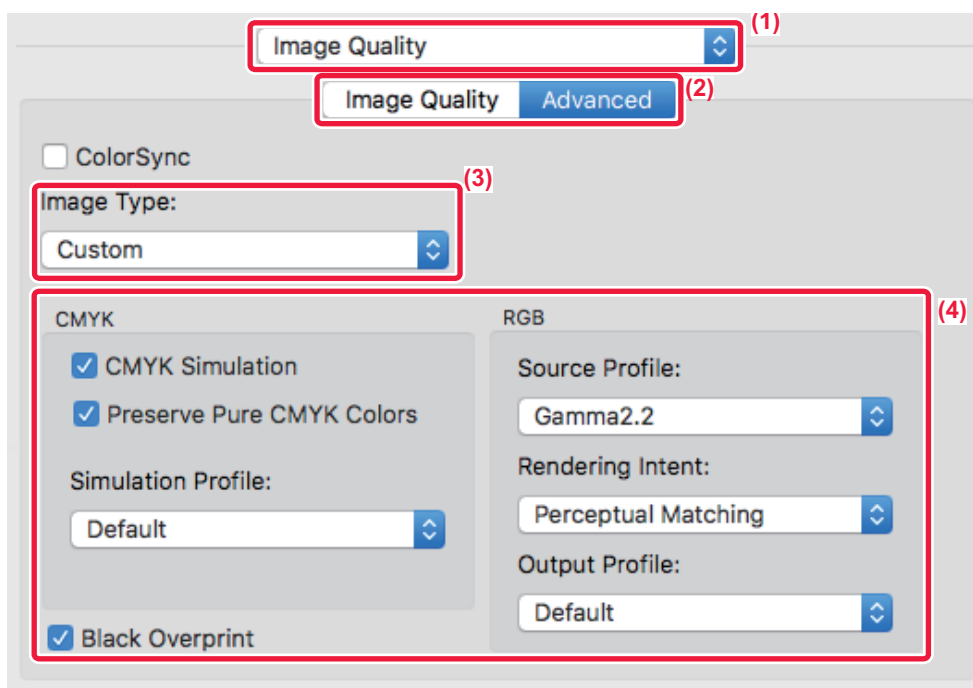 (1)
Image Quality
(2)
Image Quality Advanced
ColorSync
(3)
Image Type:
Custom
(4)
CMYK
CMYK Simulation
Preserve Pure CMYK Colors
Simulation Profile:
Default
Black Overprint
RGB
Source Profile:
Gamma2.2
Rendering Intent:
Perceptual Matching
Output Profile:
Default